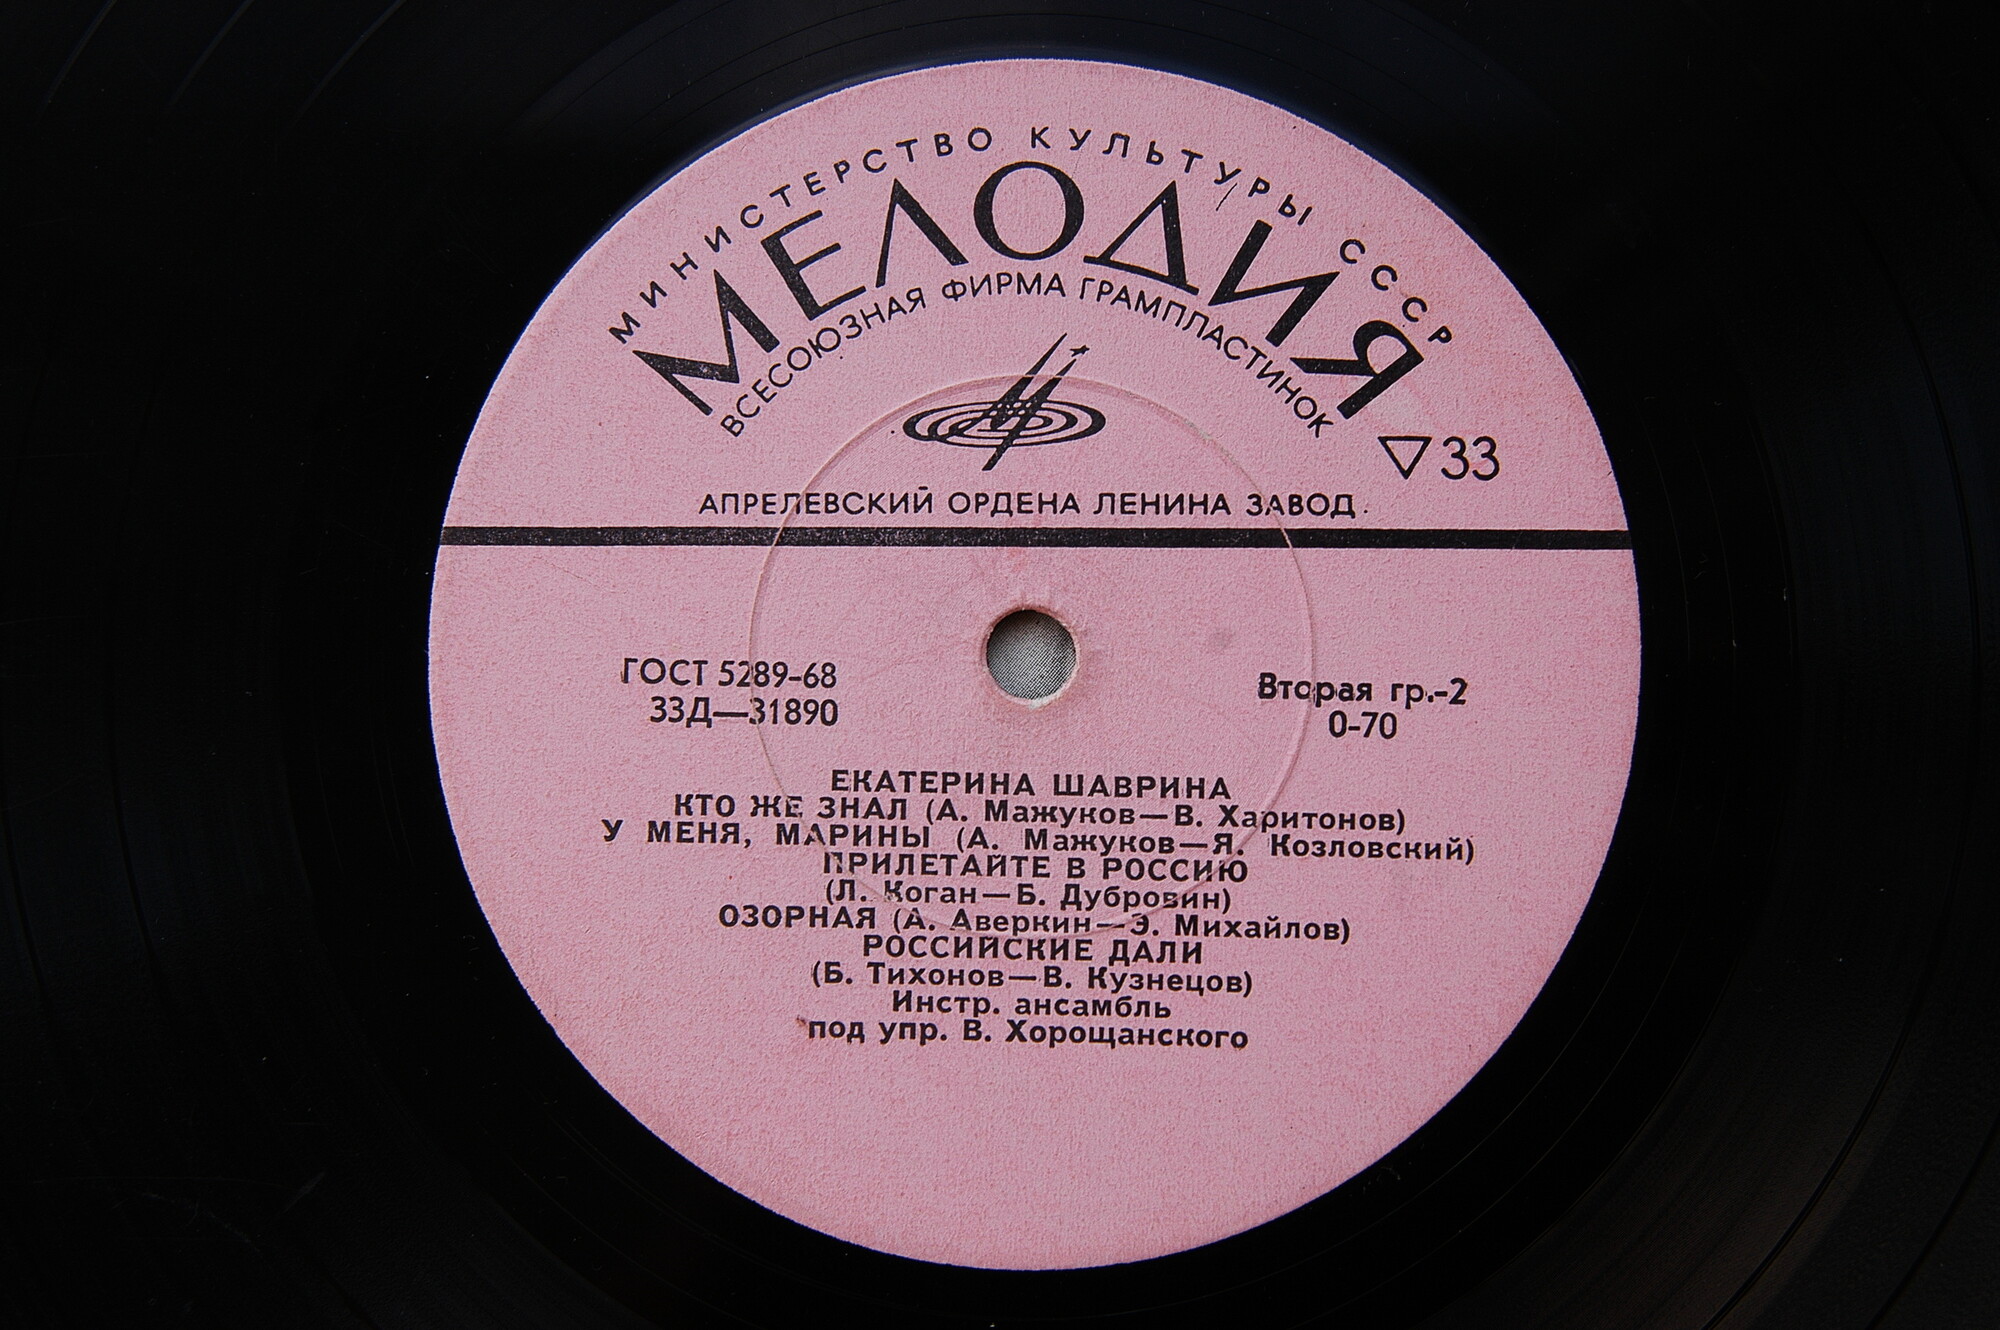 МИНИСТЕРСТВО КУЛЬТУРЫ СССР
МЕЛОДИЯ
ВСЕСОЮЗНАЯ ФИРМА ГРАМПЛАСТИНОК
33
АПРЕЛЕВСКИЙ ОРДЕНА ЛЕНИНА ЗАВОД.
ГОСТ 5289-68
33Д—31890
Вторая гр.-2
0-70
ЕКАТЕРИНА ШАВРИНА
КТО ЖЕ ЗНАЛ (А. Мажуков—В. Харитонов)
У МЕНЯ, МАРИНЫ (А. Мажуков—Я. Козловский)
ПРИЛЕТАЙТЕ В РОССИЮ
(Л. Коган—Б. Дубровин)
ОЗОРНАЯ (А. Аверкин—Э. Михайлов)
РОССИЙСКИЕ ДАЛИ
(Б. Тихонов—В. Кузнецов)
Инстр. ансамбль
под упр. В. Хорощанского